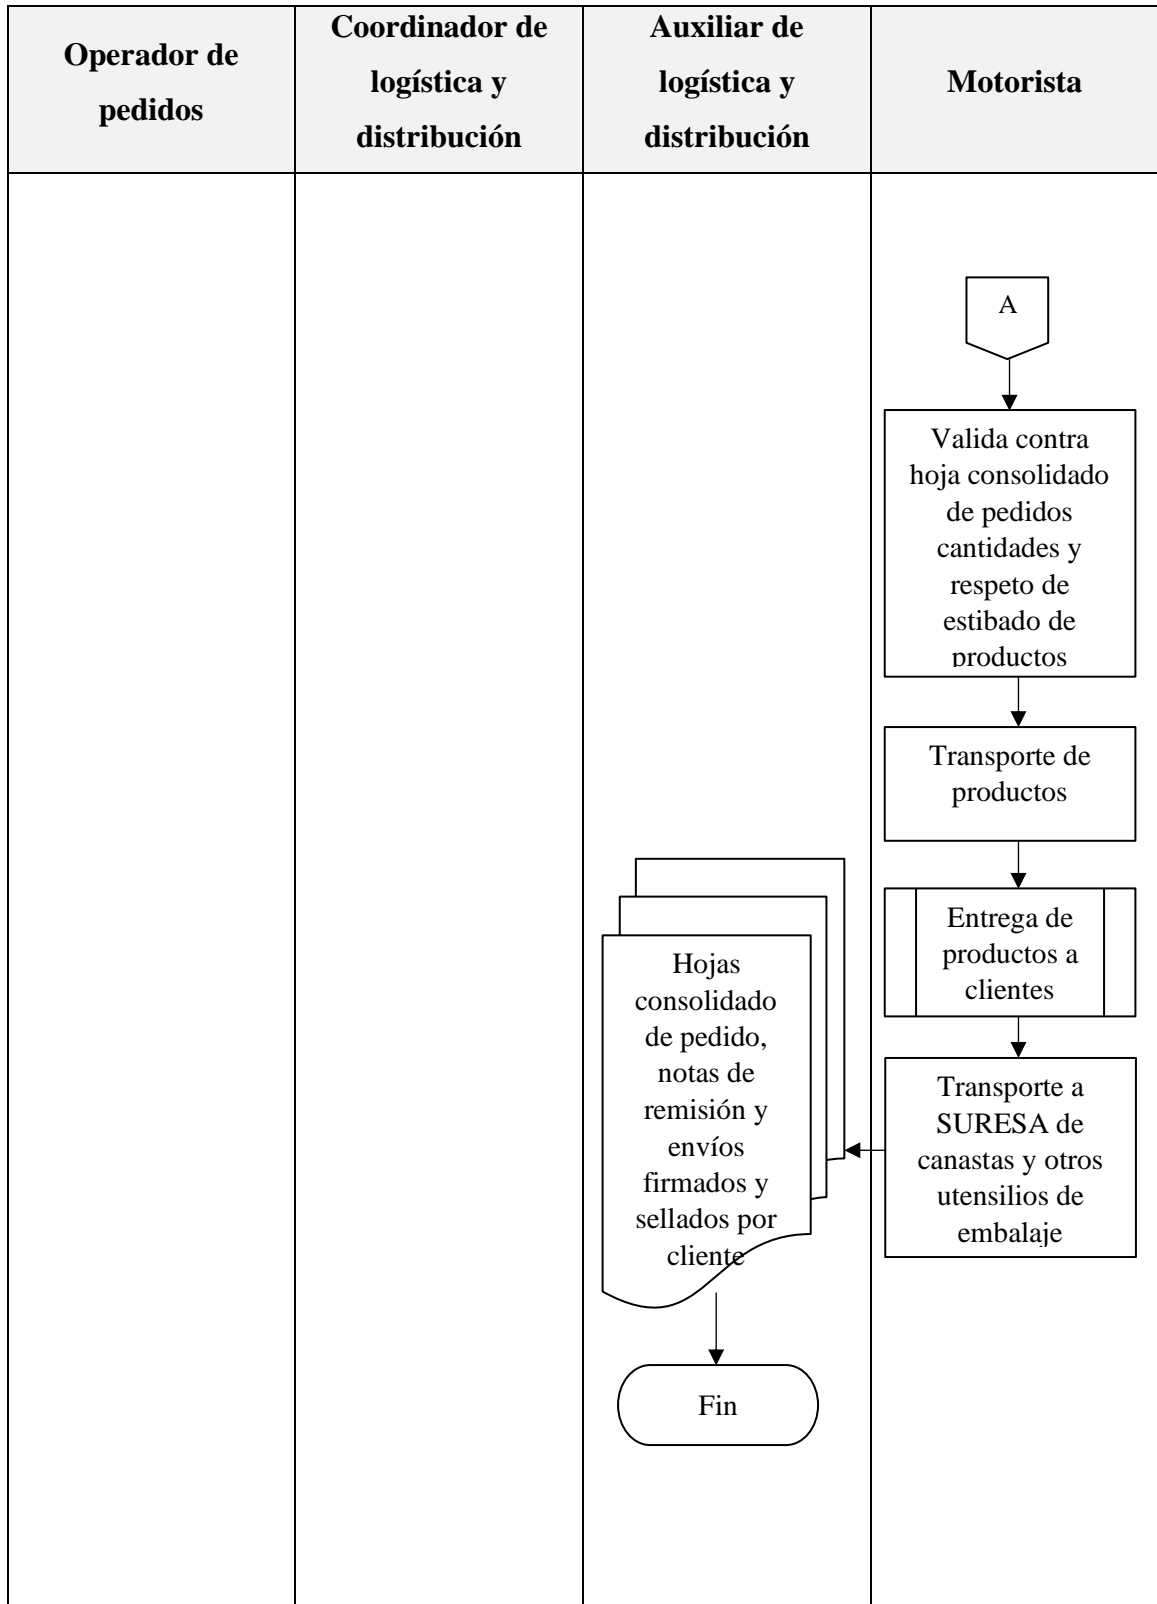 Operador de
pedidos
Coordinador de
logística y
distribución
Auxiliar de
logística y
distribución
Motorista
A
Valida contra
hoja consolidado
de pedidos
cantidades y
respeto de
estibado de
productos
Transporte de
productos
Entrega de
productos a
clientes
Transporte a
SURESA de
canastas y otros
utensilios de
embalaje
Hojas
consolidado
de pedido,
notas de
remisión y
envíos
firmados y
sellados por
cliente
Fin